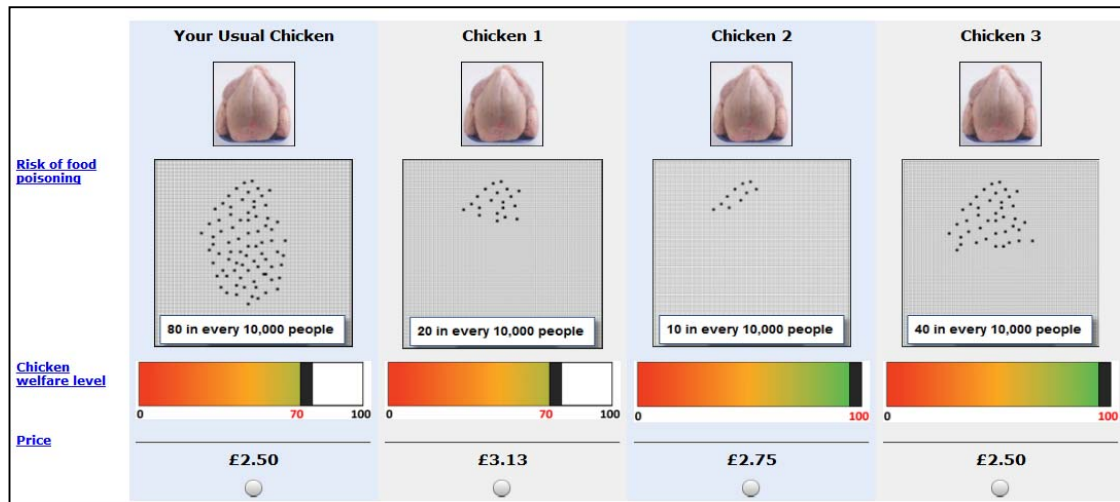 Your Usual Chicken
Chicken 1
Chicken 2
Chicken 3
Risk of food
poisoning
80 in every 10,000 people
20 in every 10,000 people
10 in every 10,000 people
40 in every 10,000 people
Chicken
welfare level
0 70 100
0 70 100
0 100
0 100
Price
£2.50
£3.13
£2.75
£2.50